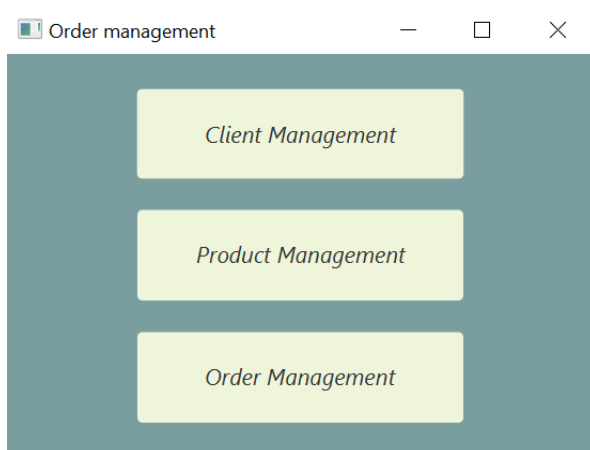 Order management
Client Management
Product Management
Order Management